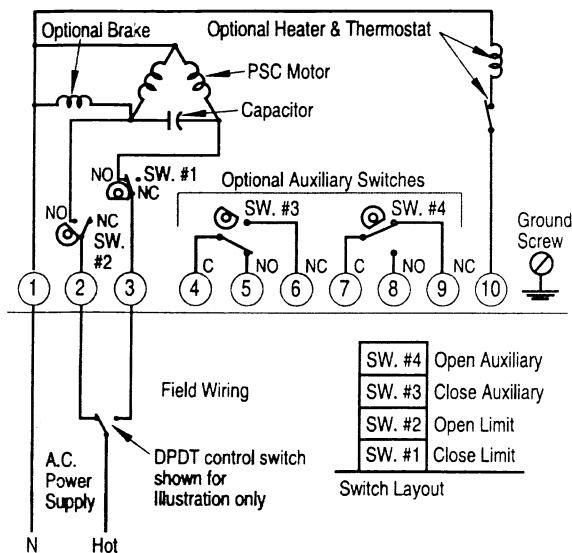 Optional Brake
Optional Heater & Thermostat
PSC Motor
Capacitor
NO
SW. #1
NC
Optional Auxiliary Switches
NO
NC
SW.
#2
SW. #3
SW. #4
Ground
Screw
C
NO
NC
C
NO
NC
1
2
3
4
5
6
7
8
9
10
Field Wiring
SW. #4 Open Auxiliary
SW. #3 Close Auxiliary
SW. #2 Open Limit
SW. #1 Close Limit
Switch Layout
A.C.
Power
Supply
DPDT control switch
shown for
Illustration only
N
Hot